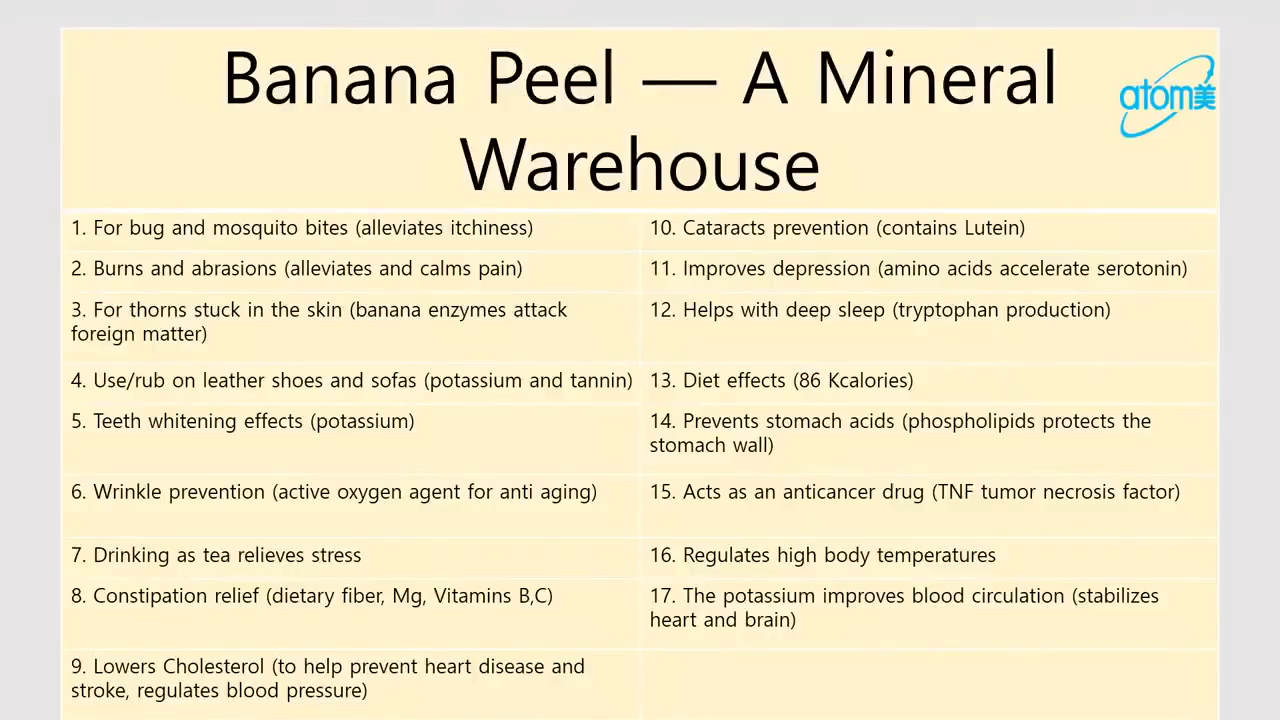 Banana Peel — A Mineral
Warehouse
atom美
1. For bug and mosquito bites (alleviates itchiness)
2. Burns and abrasions (alleviates and calms pain)
3. For thorns stuck in the skin (banana enzymes attack
foreign matter)
4. Use/rub on leather shoes and sofas (potassium and tannin)
5. Teeth whitening effects (potassium)
6. Wrinkle prevention (active oxygen agent for anti aging)
7. Drinking as tea relieves stress
8. Constipation relief (dietary fiber, Mg, Vitamins B,C)
9. Lowers Cholesterol (to help prevent heart disease and
stroke, regulates blood pressure)
10. Cataracts prevention (contains Lutein)
11. Improves depression (amino acids accelerate serotonin)
12. Helps with deep sleep (tryptophan production)
13. Diet effects (86 Kcalories)
14. Prevents stomach acids (phospholipids protects the
stomach wall)
15. Acts as an anticancer drug (TNF tumor necrosis factor)
16. Regulates high body temperatures
17. The potassium improves blood circulation (stabilizes
heart and brain)